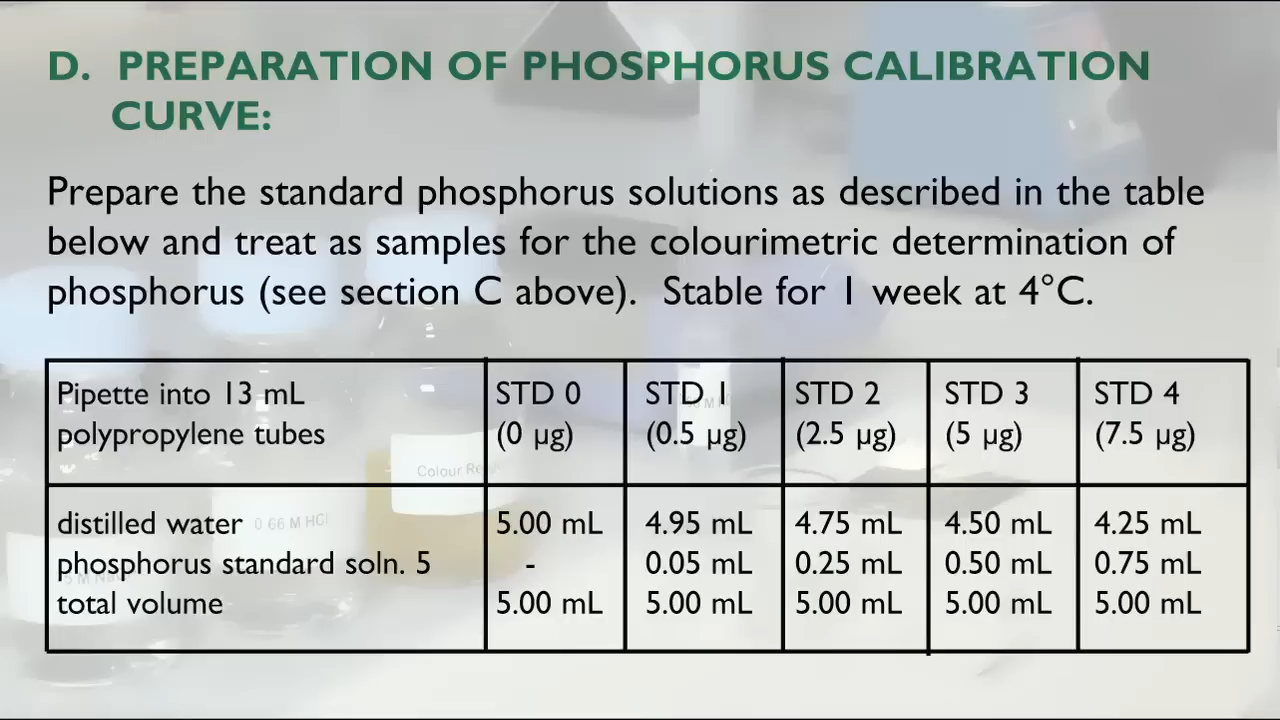 D. PREPARATION OF PHOSPHORUS CALIBRATION
CURVE:
Prepare the standard phosphorus solutions as described in the table
below and treat as samples for the colourimetric determination of
phosphorus (see section C above). Stable for 1 week at 4°C.
Pipette into 13 mL STD 0 STD 1 STD 2 STD 3 STD 4
polypropylene tubes (0 µg) (0.5 µg) (2.5 µg) (5 µg) (7.5 µg)
distilled water 5.00 mL 4.95 mL 4.75 mL 4.50 mL 4.25 mL
phosphorus standard soln. 5 - 0.05 mL 0.25 mL 0.50 mL 0.75 mL
total volume 5.00 mL 5.00 mL 5.00 mL 5.00 mL 5.00 mL
Colour
0.66 M HCl